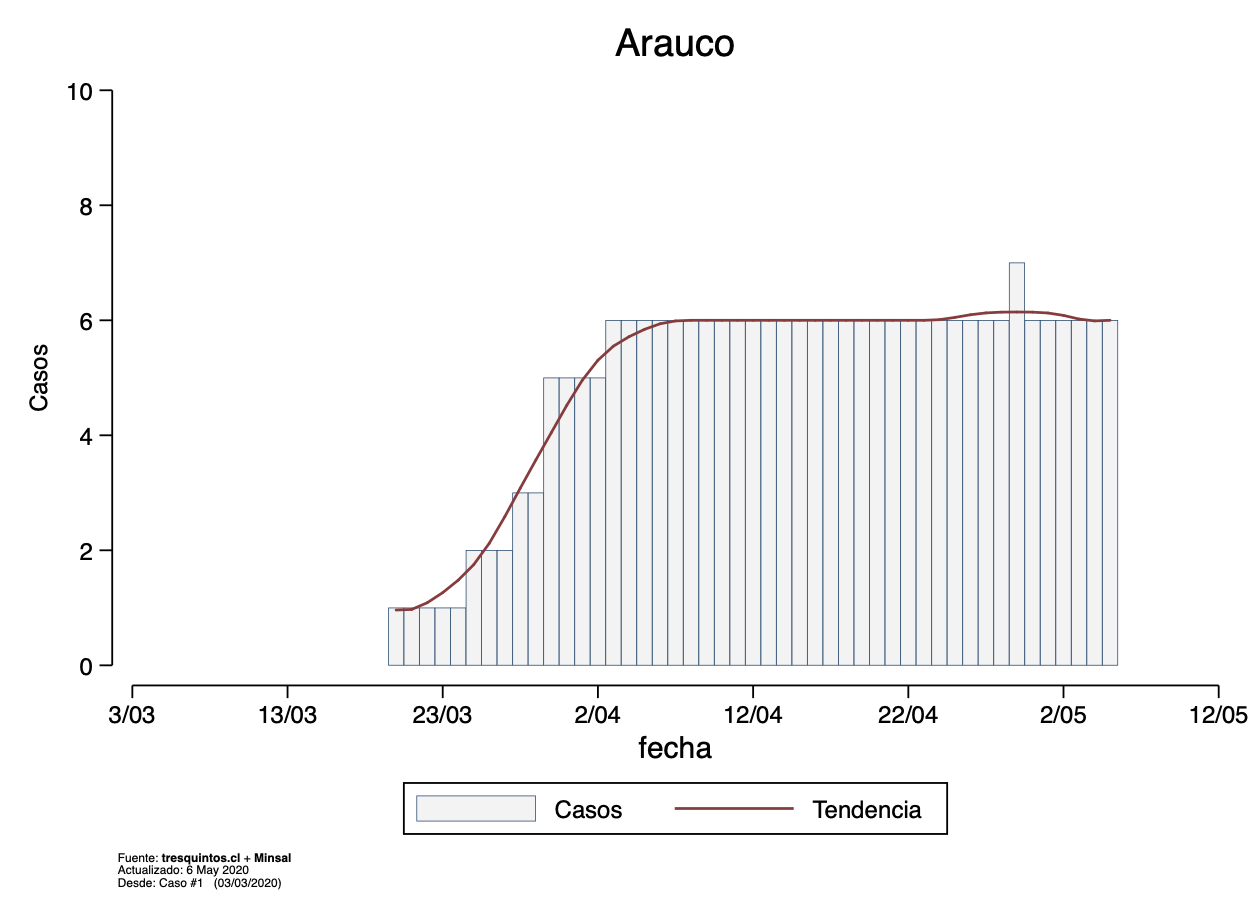 Arauco
10
8
6
4
2
0
Casos
3/03 13/03 23/03 2/04 12/04 22/04 2/05 12/05
fecha
Casos Tendencia
Fuente: tresquintos.cl + Minsal
Actualizado: 6 May 2020
Desde: Caso #1 (03/03/2020)